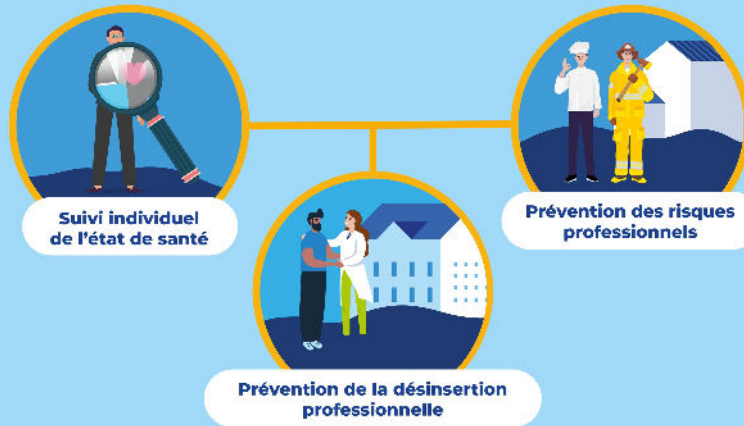 Suivi individuel
de l'état de santé
Prévention des risques
professionnels
Prévention de la désinsertion
professionnelle